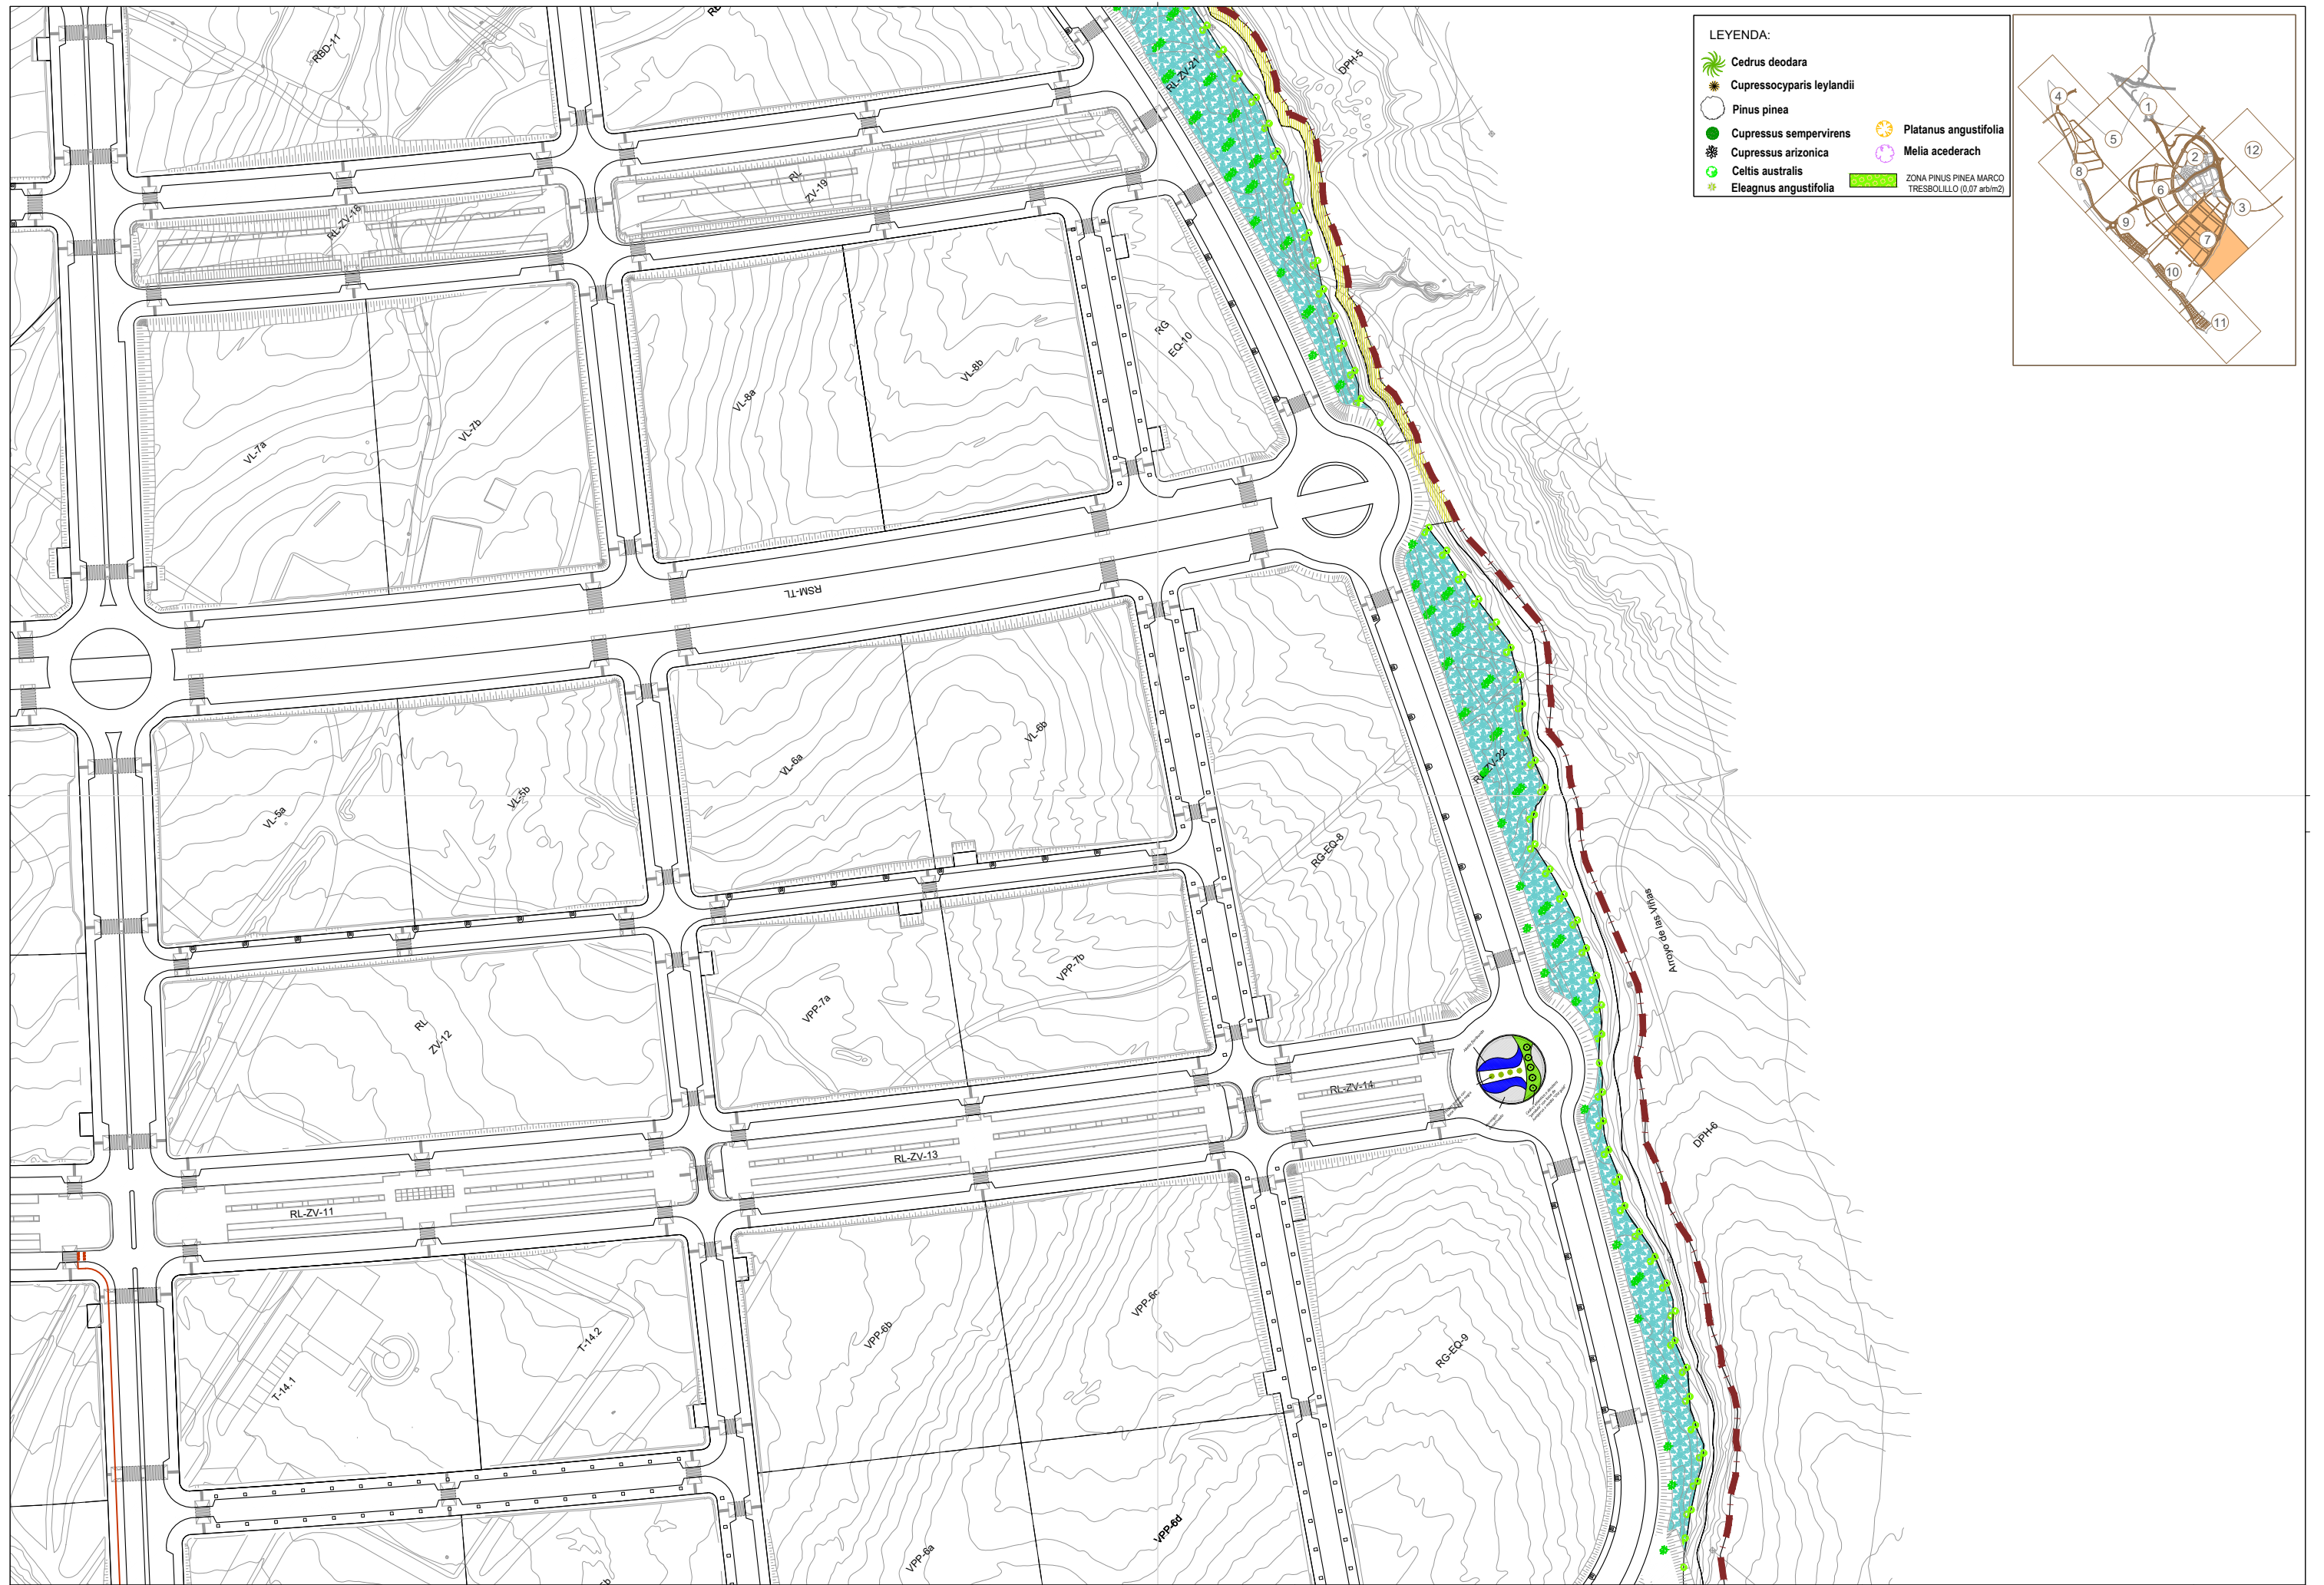 LEYENDA:
Cedrus deodara
Cupressocyparis leylandii
Pinus pinea
Cupressus sempervirens
Cupressus arizonica
Celtis australis
Eleagnus angustifolia
Platanus angustifolia
Melia acederach
ZONA PINUS PINEA MARCO
TRESBOLILLO (0,07 arb/m2)
4
1
5
12
2
8
6
3
9
7
10
11
RBD-11
RL-ZV-21
DPH-5
RL
ZV-19
RL-ZV-18
RG
EQ-10
VL-8b
VL-8a
VL-7b
VL-7a
RSM-TL
VL-6b
VL-6a
VL-5b
VL-5a
RL-ZV-22
RG-EQ-8
Arroyo de las Viñas
VPP-7b
VPP-7a
RL
ZV-12
RL-ZV-14
RL-ZV-13
RL-ZV-11
DPH-6
VPP-6c
VPP-6b
T-14.2
T-14.1
RG-EQ-9
VPP-6d
VPP-6a